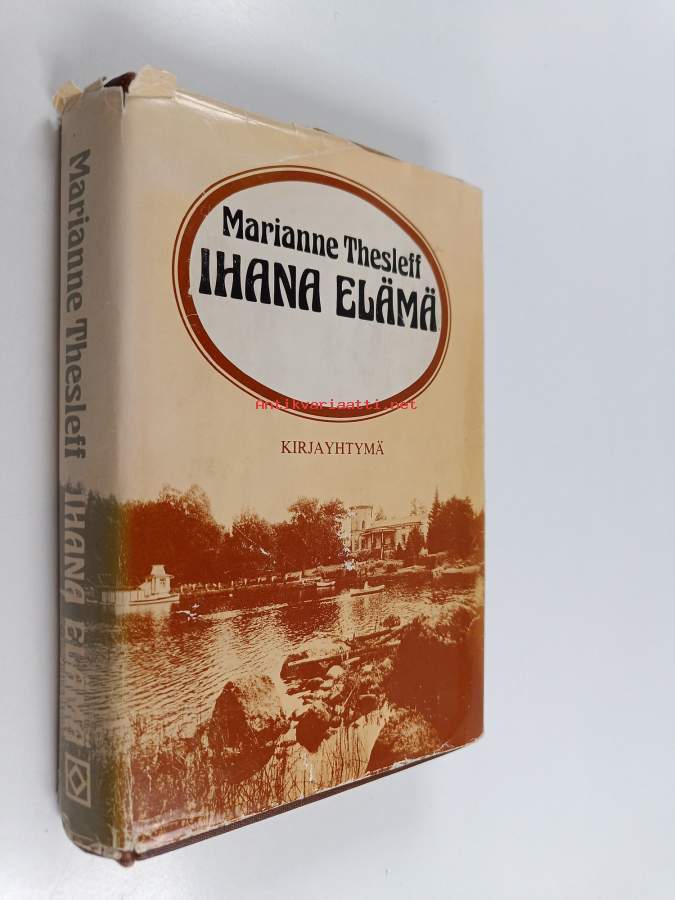 Marianne Thesleff IHANA ELÄMÄ
Marianne Thesleff
IHANA ELÄMÄ
Antikvariaatti.net
KIRJAYHTYMÄ